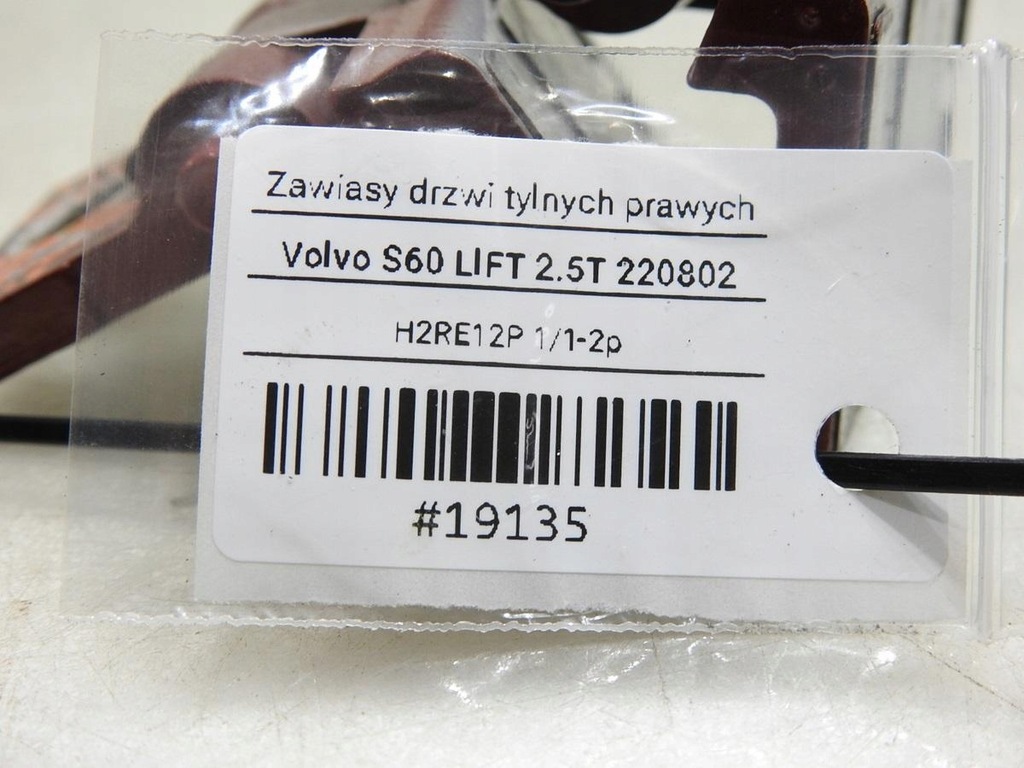 Zawiasy drzwi tylnych prawych
Volvo S60 LIFT 2.5T 220802
H2RE12P 1/1-2p
#19135